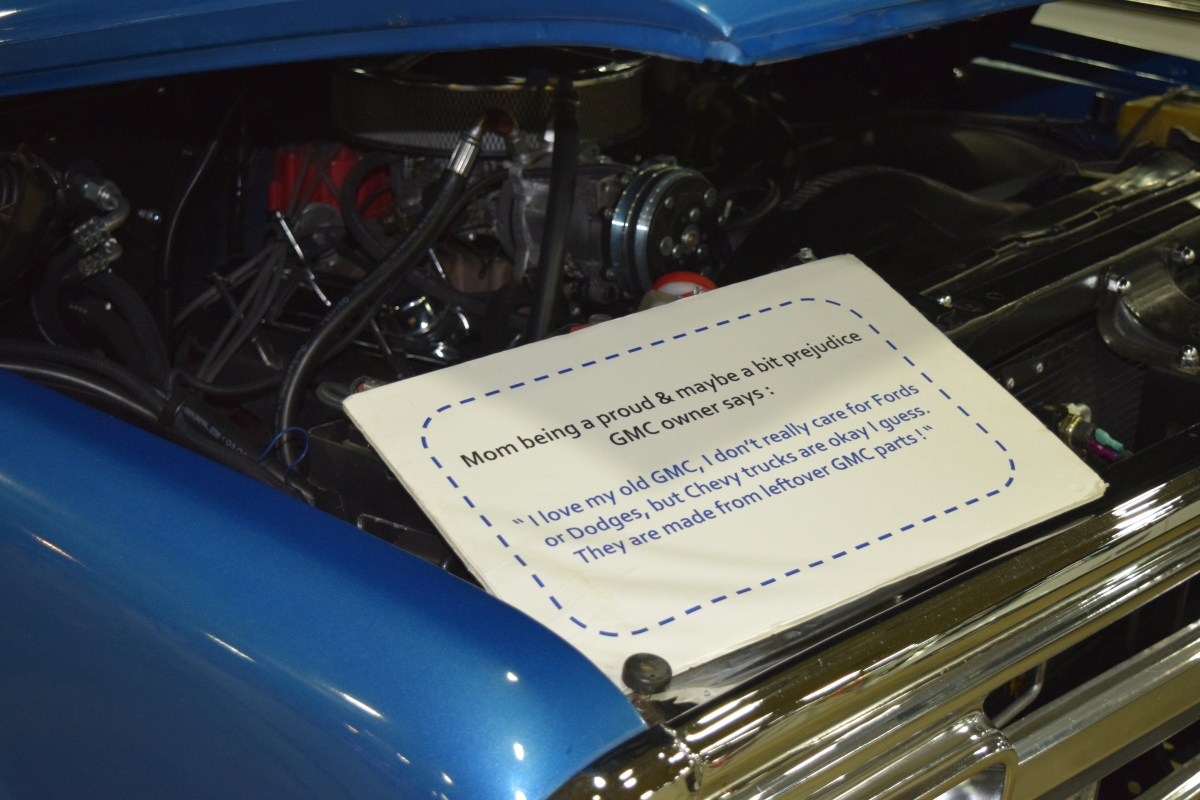 Mom being a proud & maybe a bit prejudice
GMC owner says :
“ I love my old GMC, I don’t really care for Fords
or Dodges, but Chevy trucks are okay I guess.
They are made from leftover GMC parts !“